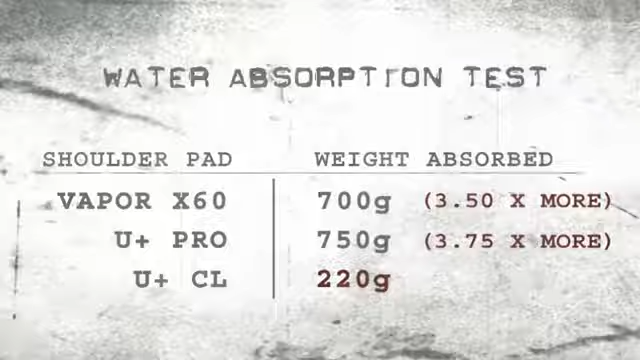 WATER ABSORPTION TEST
SHOULDER PAD WEIGHT ABSORBED
VAPOR X60 700g (3.50 X MORE)
U+ PRO 750g (3.75 X MORE)
U+ CL 220g